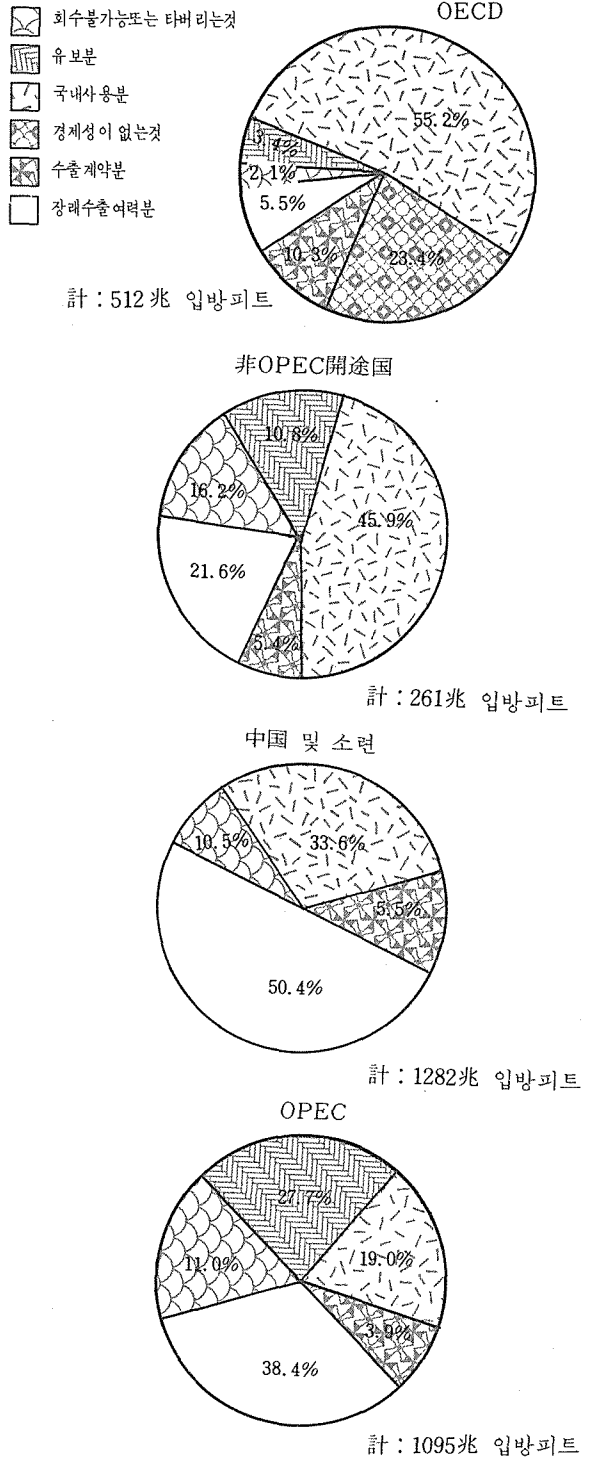 회수불가능또는 타버리는것
유보분
국내사용분
경제성이 없는것
수출계약분
장래수출여력분
OECD
55.2%
3.4%
2.1%
5.5%
10.3%
23.4%
計 : 512兆 입방피트
非OPEC開途国
10.8%
16.2%
45.9%
21.6%
5.4%
計 : 261兆 입방피트
中国 및 소련
10.5%
33.6%
5.5%
50.4%
計 : 1282兆 입방피트
OPEC
27.7%
11.0%
19.0%
3.9%
38.4%
計 : 1095兆 입방피트